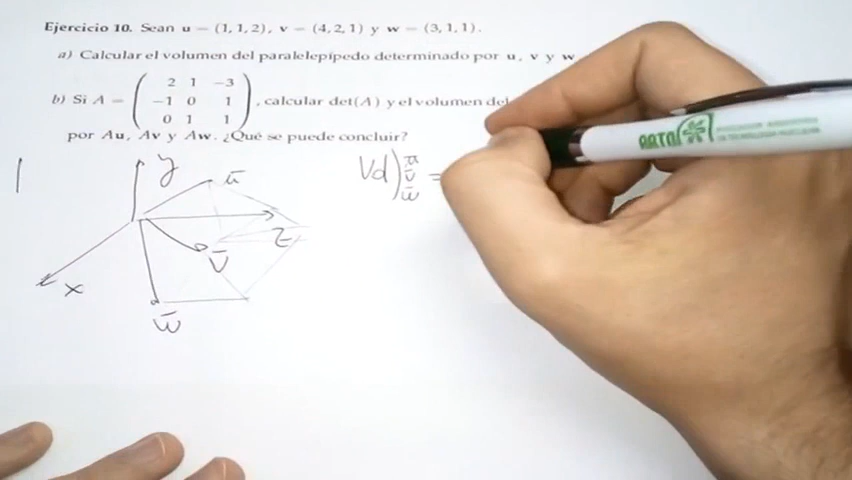 Ejercicio 10. Sean u = (1, 1, 2), v = (4, 2, 1) y w = (3, 1, 1).
a) Calcular el volumen del paralelepípedo determinado por u, v y w
b) Si A = ( 2 1 −3
−1 0 1
0 1 1 ) , calcular det(A) y el volumen del
por Au, Av y Aw. ¿Qué se puede concluir?
y
ū
Vd) ū
v̄ =
w̄
z
v̄
x
w̄